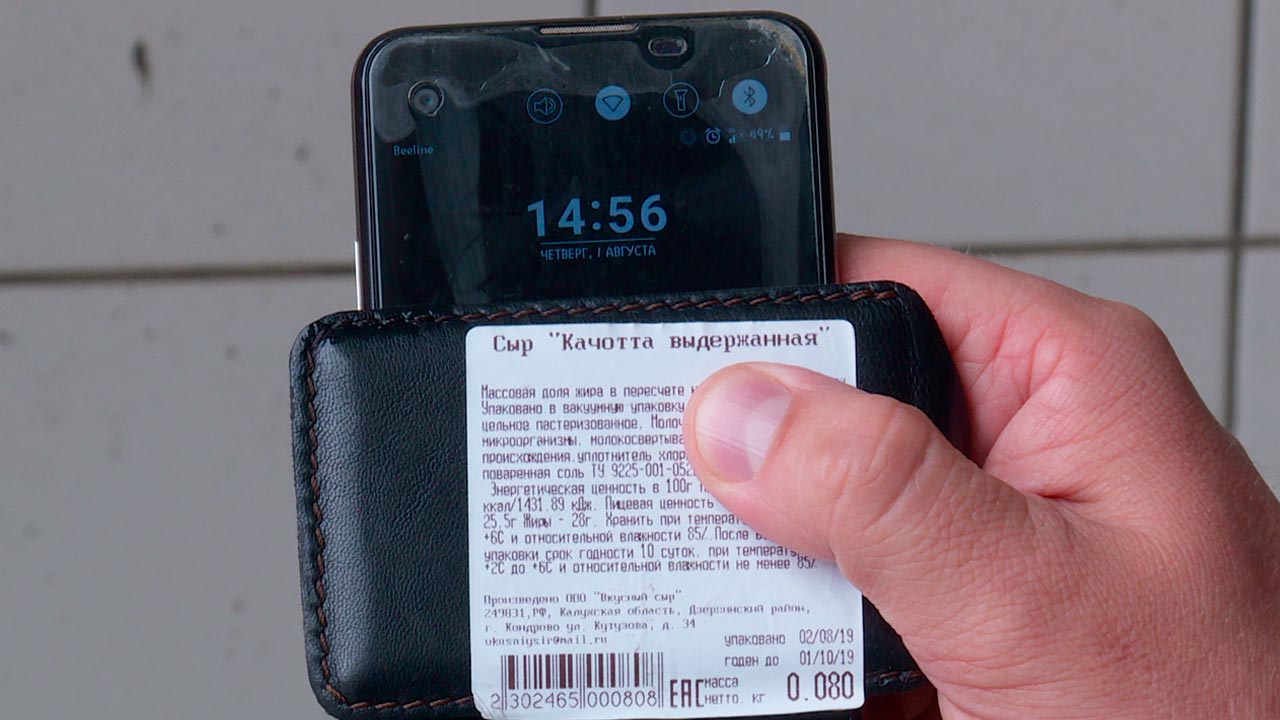 Beeline
49%
14:56
ЧЕТВЕРГ, 1 АВГУСТА
Сыр "Качотта выдержанная"
Массовая доля жира в пересчете
Упаковано в вакуумную упаковку
цельное пастеризованное. Молоч
микроорганизмы, молокосвертыва
происхождения,уплотнитель хлор
поваренная соль ТУ 9225-001-052
Энергетическая ценность в 100г
ккал/1431.89 кДж. Пищевая ценность
25.5г Жиры - 28г. Хранить при температ
+6С и относительной влажности 85%.После в
упаковки срок годности 10 суток. при температур
+2С до +6С и относительной влажности не менее 85%
Произведено ООО "Вкусный сыр"
249831,РФ, Калужская область, Дзержинский район,
г. Кондрово ул. Кутузова, д. 34
vkusniysir@mail.ru
упаковано 02/08/19
годен до 01/10/19
2 302465 000808
ЕАС масса нетто. кг 0.080